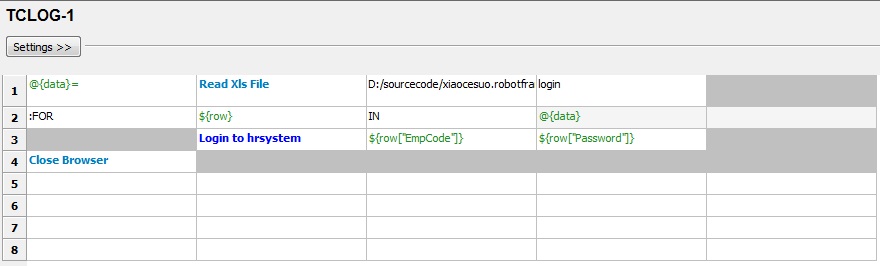 TCLOG-1
Settings >>
1 @{data}= Read Xls File D:/sourcecode/xiaocesuo.robotfra login
2 :FOR ${row} IN @{data}
3 Login to hrsystem ${row["EmpCode"]} ${row["Password"]}
4 Close Browser
5
6
7
8